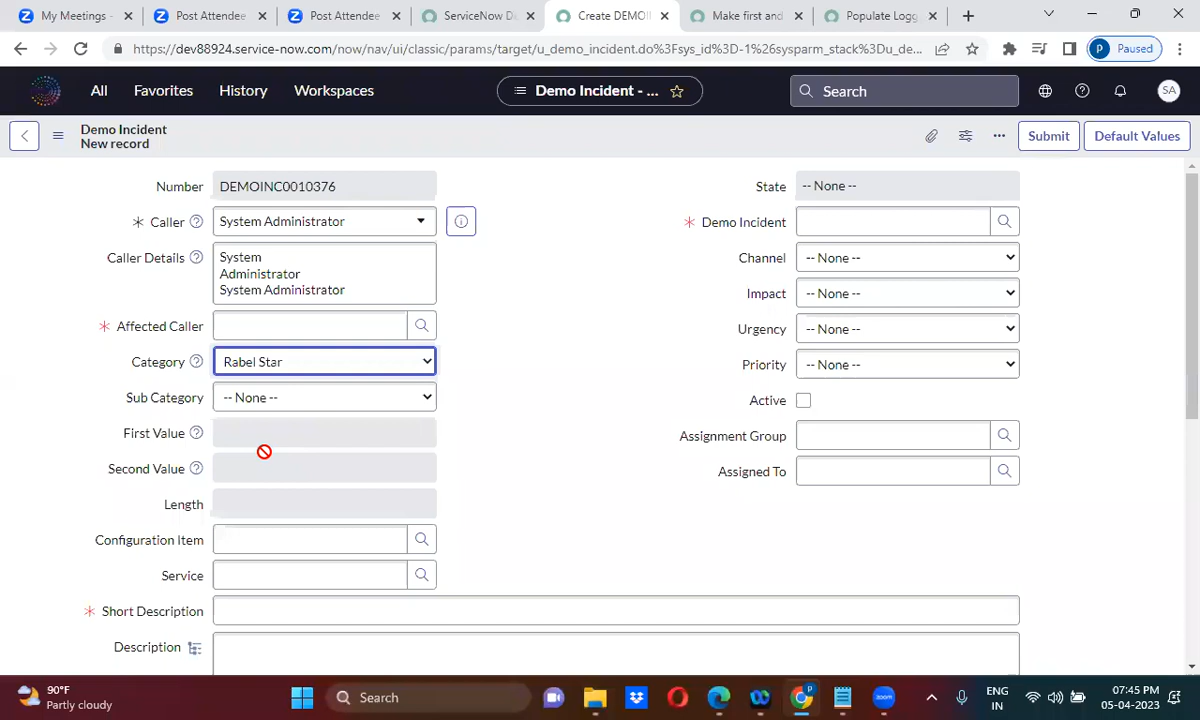 My Meetings -
Post Attendee
Post Attendee
ServiceNow De
Create DEMOIN
Make first and
Populate Logg
https://dev88924.service-now.com/now/nav/ui/classic/params/target/u_demo_incident.do%3Fsys_id%3D-1%26sysparm_stack%3Du_de...
P Paused
All Favorites History Workspaces
Demo Incident - ...
Search
SA
Demo Incident
New record
Submit
Default Values
Number DEMOINC0010376
State -- None --
Caller System Administrator
Demo Incident
Caller Details System
Administrator
System Administrator
Channel -- None --
Impact -- None --
Affected Caller
Urgency -- None --
Category Rabel Star
Priority -- None --
Sub Category -- None --
Active
First Value
Assignment Group
Second Value
Assigned To
Length
Configuration Item
Service
Short Description
Description
90°F
Partly cloudy
Search
zoom
ENG
IN
07:45 PM
05-04-2023